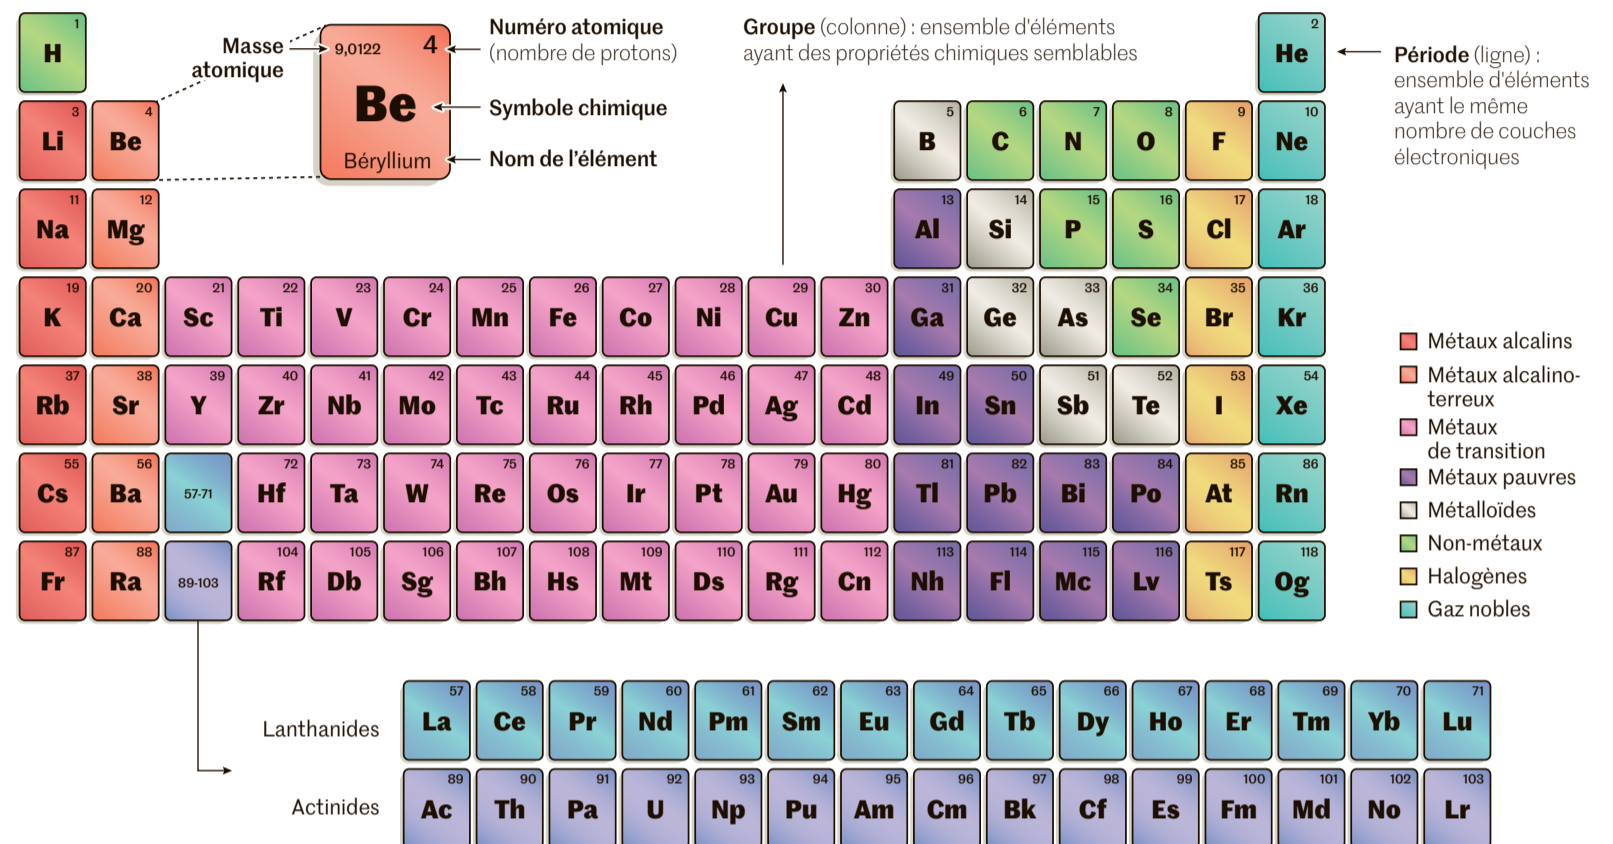 1
H
Masse
atomique
9,0122 4
Be
Béryllium
Numéro atomique
(nombre de protons)
Symbole chimique
Nom de l'élément
Groupe (colonne) : ensemble d'éléments
ayant des propriétés chimiques semblables
2
He
Période (ligne) :
ensemble d'éléments
ayant le même
nombre de couches
électroniques
3 4 5 6 7 8 9 10
Li Be B C N O F Ne
11 12 13 14 15 16 17 18
Na Mg Al Si P S Cl Ar
19 20 21 22 23 24 25 26 27 28 29 30 31 32 33 34 35 36
K Ca Sc Ti V Cr Mn Fe Co Ni Cu Zn Ga Ge As Se Br Kr
37 38 39 40 41 42 43 44 45 46 47 48 49 50 51 52 53 54
Rb Sr Y Zr Nb Mo Tc Ru Rh Pd Ag Cd In Sn Sb Te I Xe
55 56 72 73 74 75 76 77 78 79 80 81 82 83 84 85 86
Cs Ba 57-71 Hf Ta W Re Os Ir Pt Au Hg Tl Pb Bi Po At Rn
87 88 104 105 106 107 108 109 110 111 112 113 114 115 116 117 118
Fr Ra 89-103 Rf Db Sg Bh Hs Mt Ds Rg Cn Nh Fl Mc Lv Ts Og
Métaux alcalins
Métaux alcalino-
terreux
Métaux
de transition
Métaux pauvres
Métalloïdes
Non-métaux
Halogènes
Gaz nobles
57 58 59 60 61 62 63 64 65 66 67 68 69 70 71
Lanthanides La Ce Pr Nd Pm Sm Eu Gd Tb Dy Ho Er Tm Yb Lu
89 90 91 92 93 94 95 96 97 98 99 100 101 102 103
Actinides Ac Th Pa U Np Pu Am Cm Bk Cf Es Fm Md No Lr